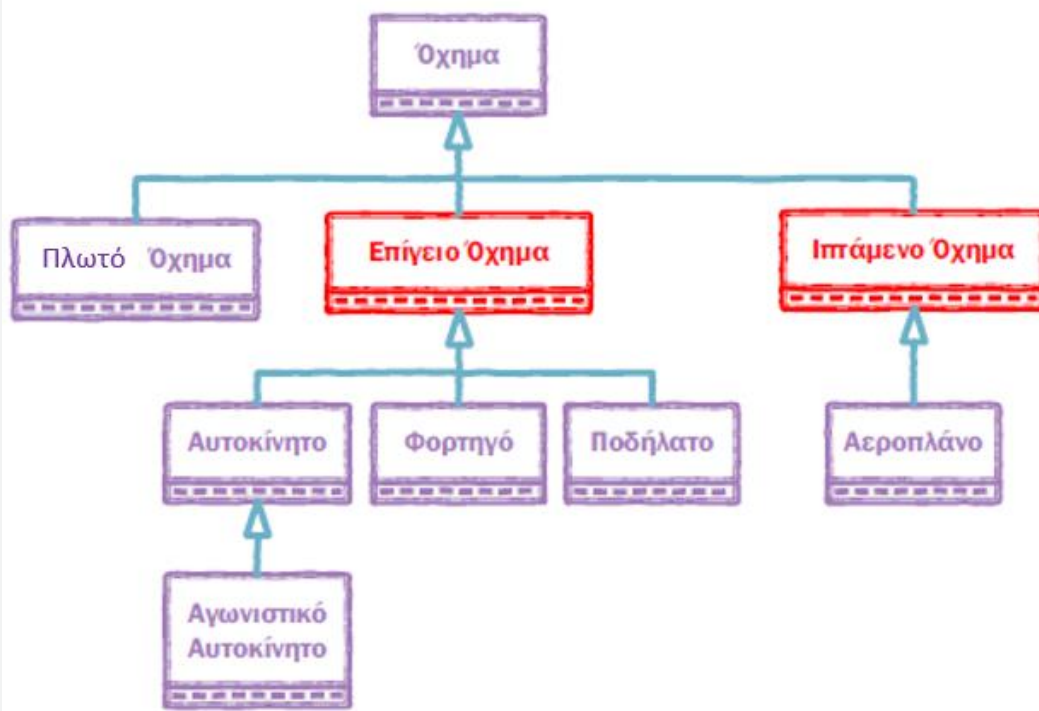 Όχημα
Πλωτό Όχημα
Επίγειο Όχημα
Ιπτάμενο Όχημα
Αυτοκίνητο
Φορτηγό
Ποδήλατο
Αεροπλάνο
Αγωνιστικό
Αυτοκίνητο